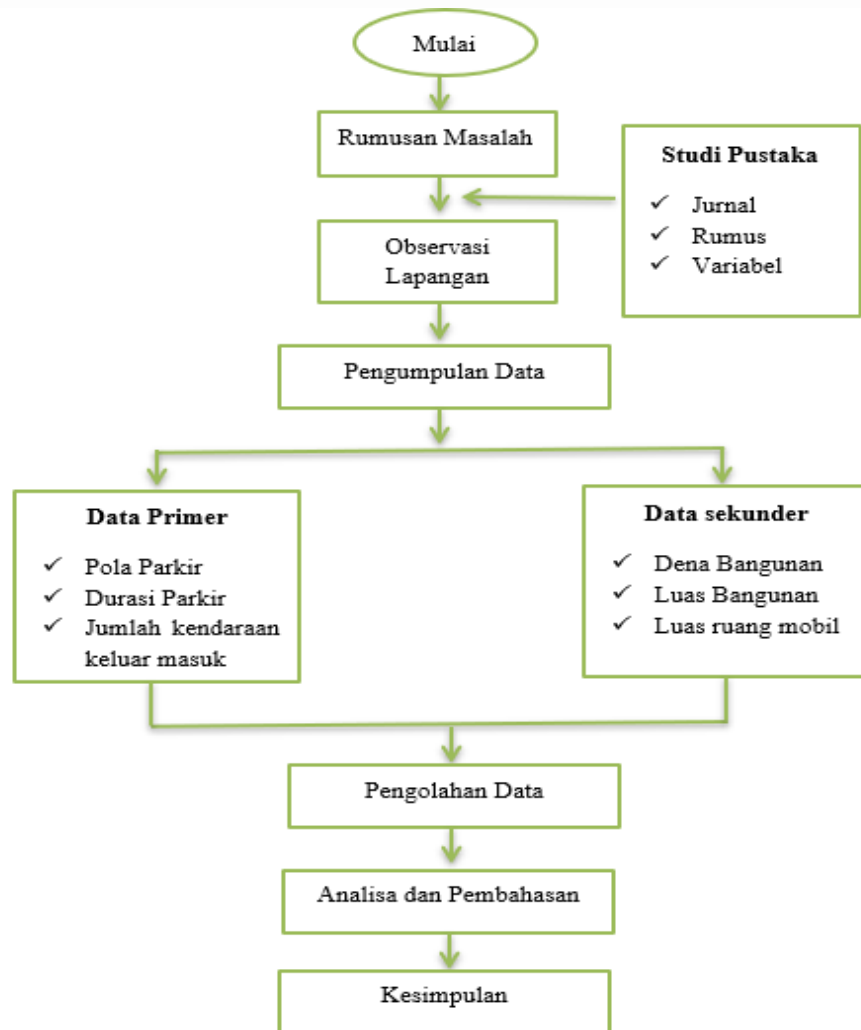 Mulai
Rumusan Masalah
Studi Pustaka
✓ Jurnal
✓ Rumus
✓ Variabel
Observasi
Lapangan
Pengumpulan Data
Data Primer
✓ Pola Parkir
✓ Durasi Parkir
✓ Jumlah kendaraan
keluar masuk
Data sekunder
✓ Dena Bangunan
✓ Luas Bangunan
✓ Luas ruang mobil
Pengolahan Data
Analisa dan Pembahasan
Kesimpulan